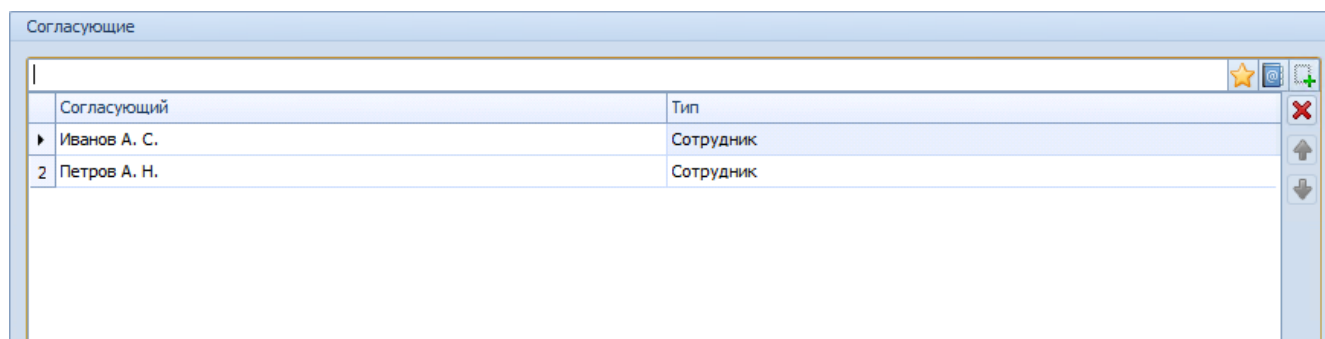 Согласующие
Согласующий Тип
Иванов А. С. Сотрудник
2 Петров А. Н. Сотрудник